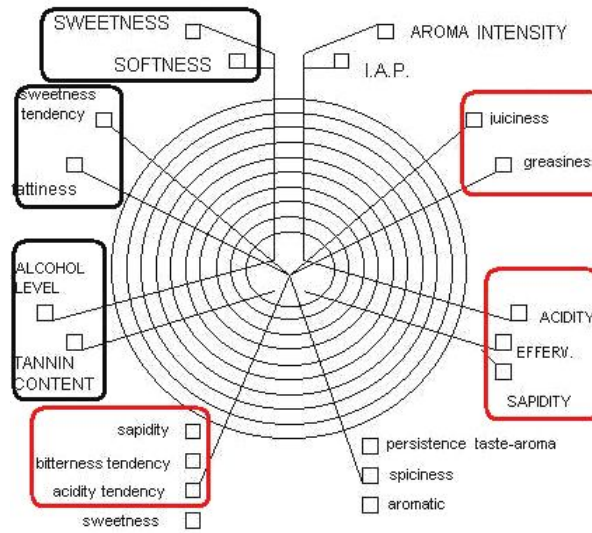 SWEETNESS
SOFTNESS
AROMA INTENSITY
I.A.P.
sweetness
tendency
fattiness
juiciness
greasiness
ALCOHOL
LEVEL
TANNIN
CONTENT
ACIDITY
EFFERV.
SAPIDITY
sapidity
bitterness tendency
acidity tendency
sweetness
persistence taste-aroma
spiciness
aromatic